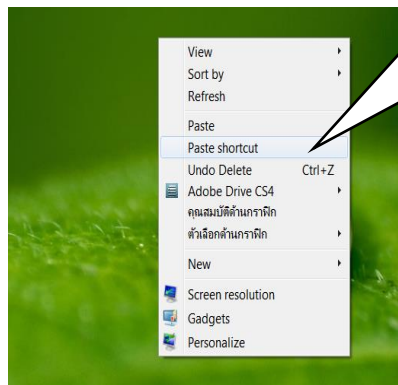 View
Sort by
Refresh
Paste
Paste shortcut
Undo Delete Ctrl+Z
Adobe Drive CS4
คุณสมบัติด้านกราฟิก
ตัวเลือกด้านกราฟิก
New
Screen resolution
Gadgets
Personalize